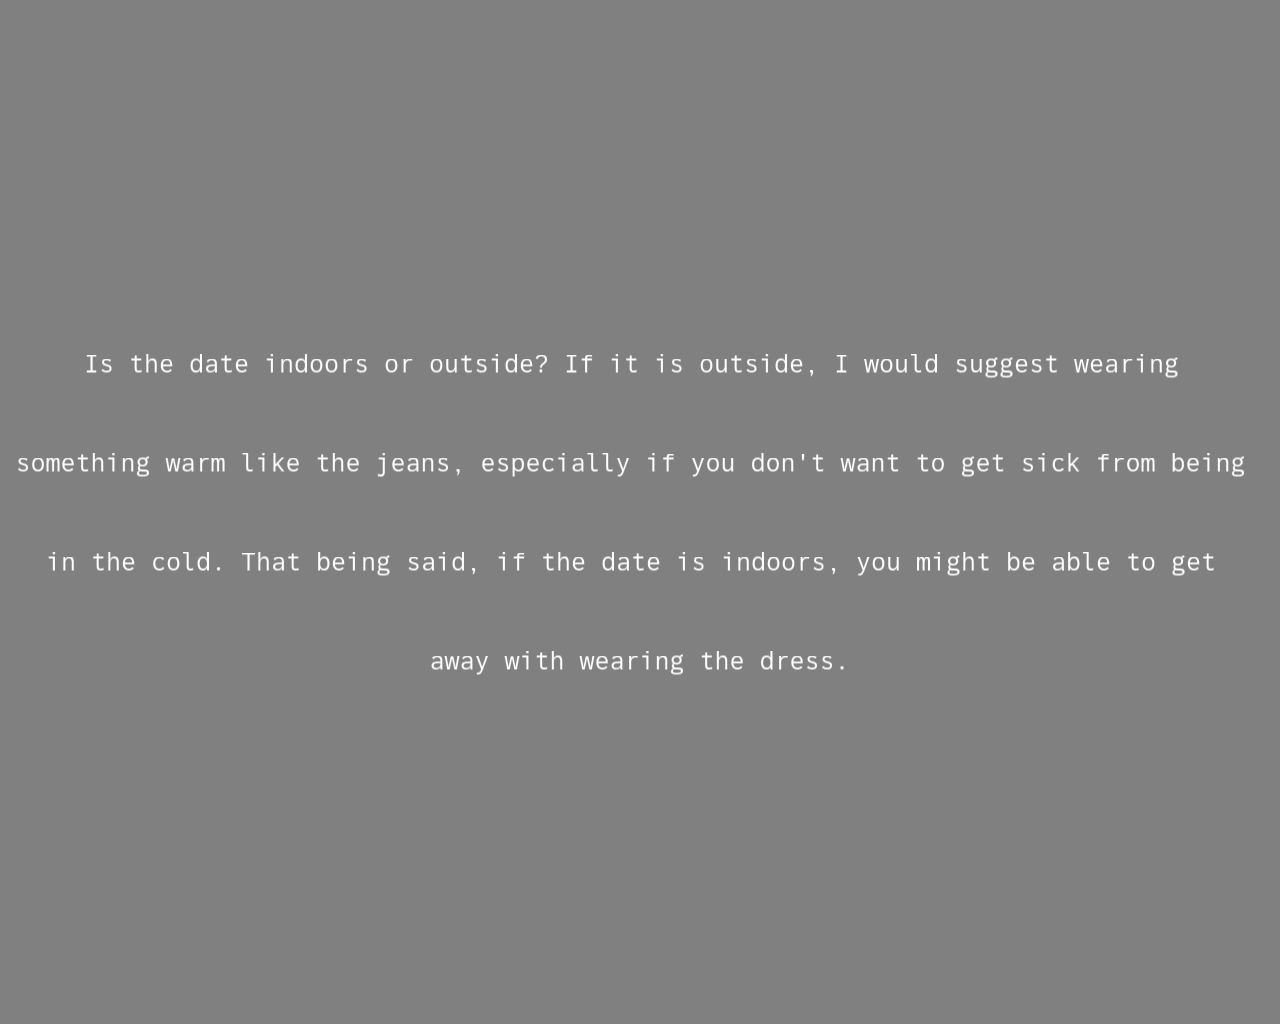 Is the date indoors or outside? If it is outside, I would suggest wearing
something warm like the jeans, especially if you don't want to get sick from being
in the cold. That being said, if the date is indoors, you might be able to get
away with wearing the dress.